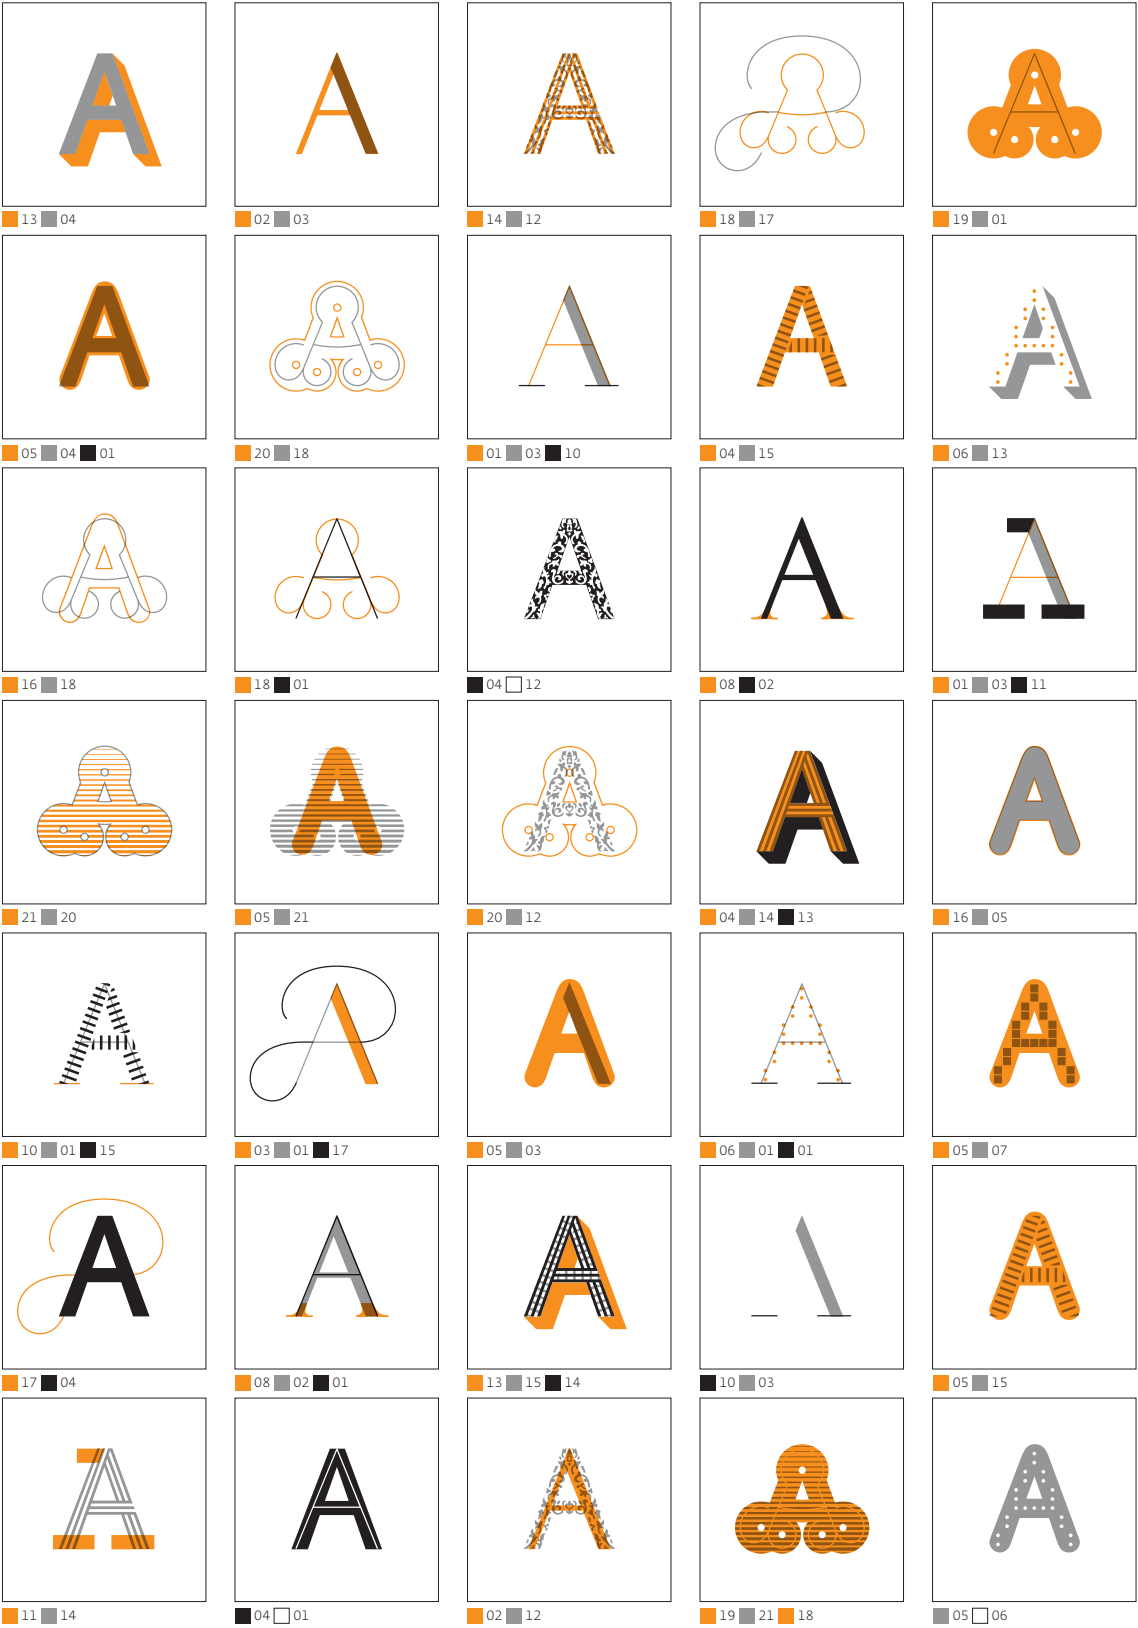 A A A A
13 04 02 03 14 12 18 17 19 01
A A A A A
05 04 01 20 18 01 03 10 04 15 06 13
A A A A A
16 18 18 01 04 12 08 02 01 03 11
A A A A A
21 20 05 21 20 12 04 14 13 16 05
A A A A A
10 01 15 03 01 17 05 03 06 01 01 05 07
A A A A
17 04 08 02 01 13 15 14 10 03 05 15
A A A A A
11 14 04 01 02 12 19 21 18 05 06